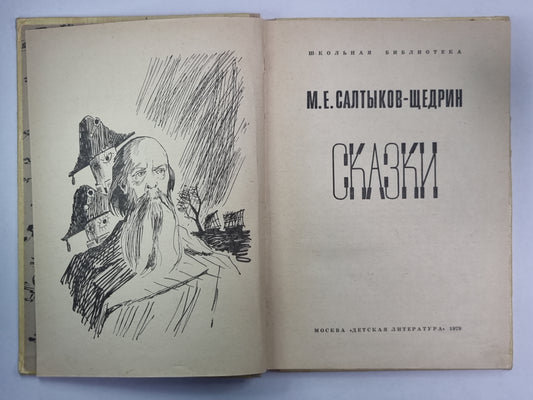 ШКОЛЬНАЯ БИБЛИОТЕКА
М. Е. САЛТЫКОВ-ЩЕДРИН
СКАЗКИ
МОСКВА «ДЕТСКАЯ ЛИТЕРАТУРА» 1979